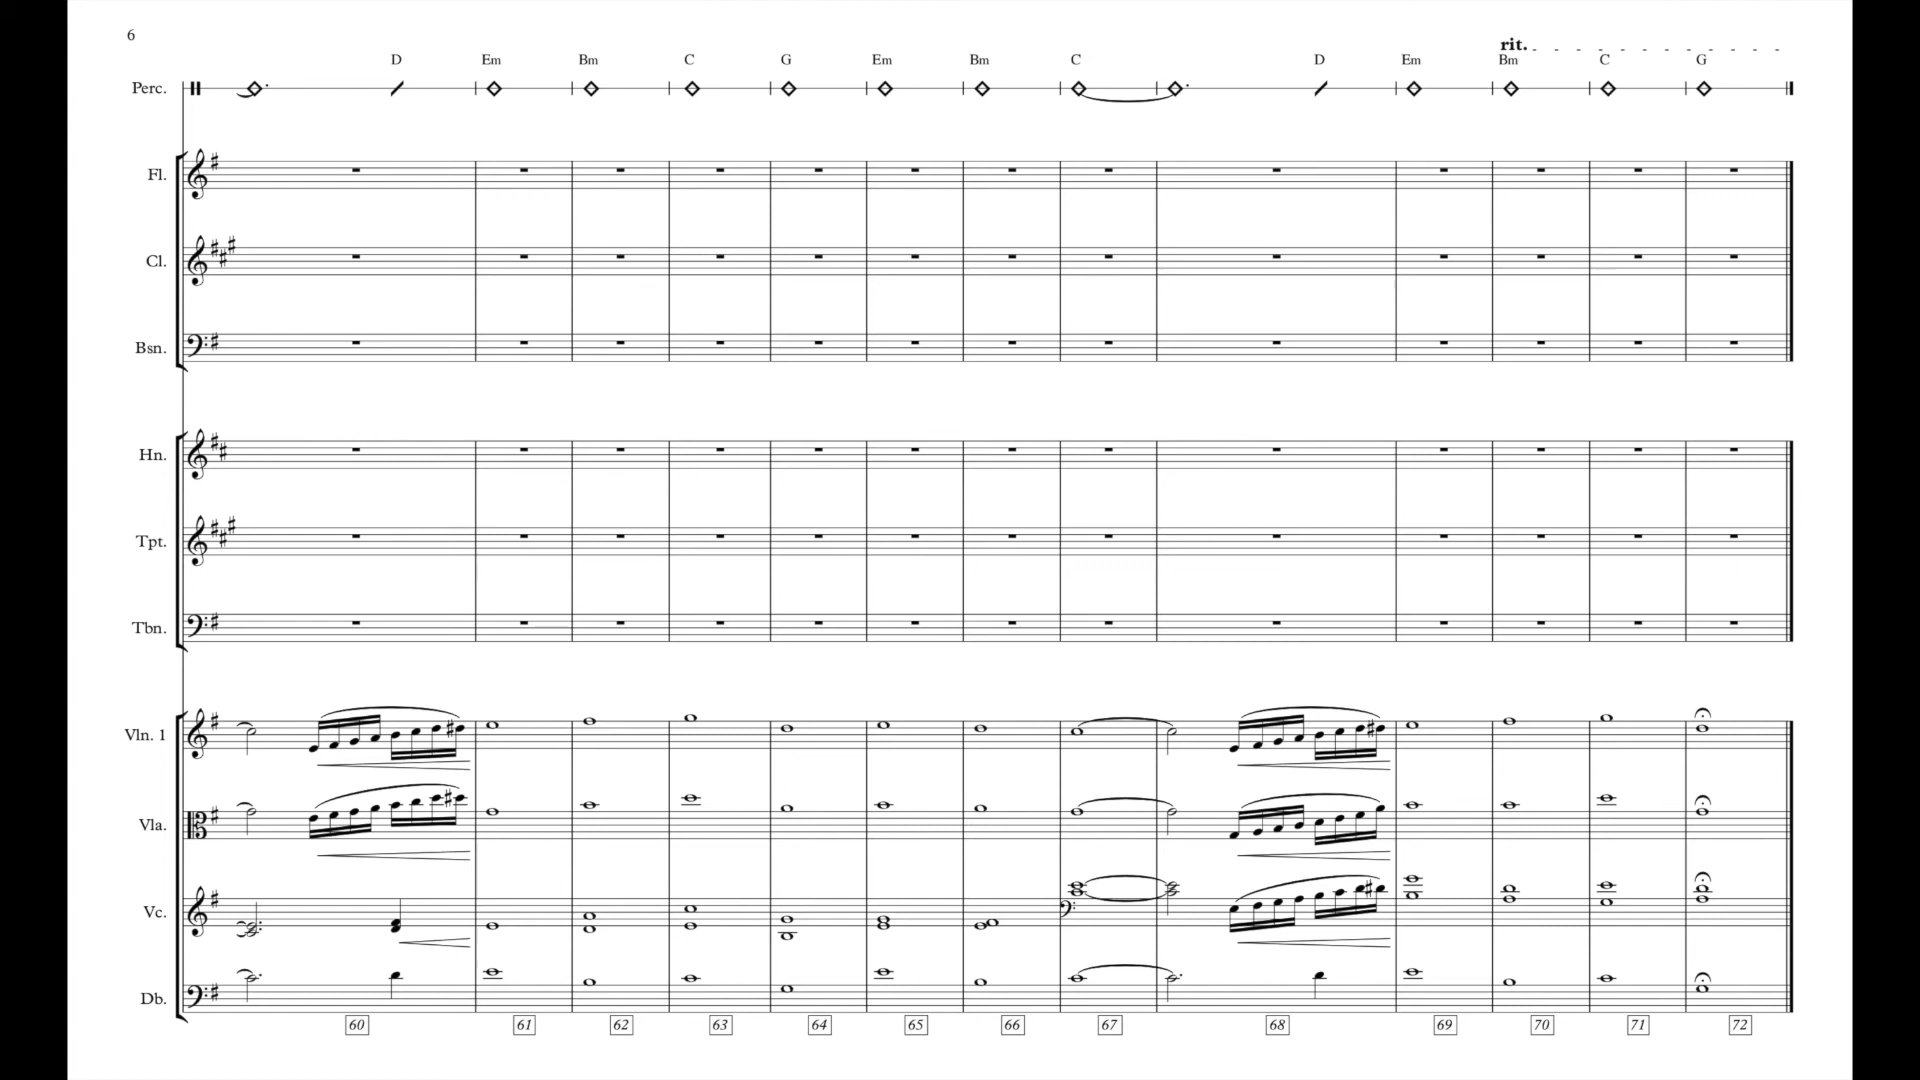 6
rit.
D Em Bm C G Em Bm C D Em Bm C G
Perc.
Fl.
Cl.
Bsn.
Hn.
Tpt.
Tbn.
Vln. 1
Vla.
Vc.
Db.
60 61 62 63 64 65 66 67 68 69 70 71 72